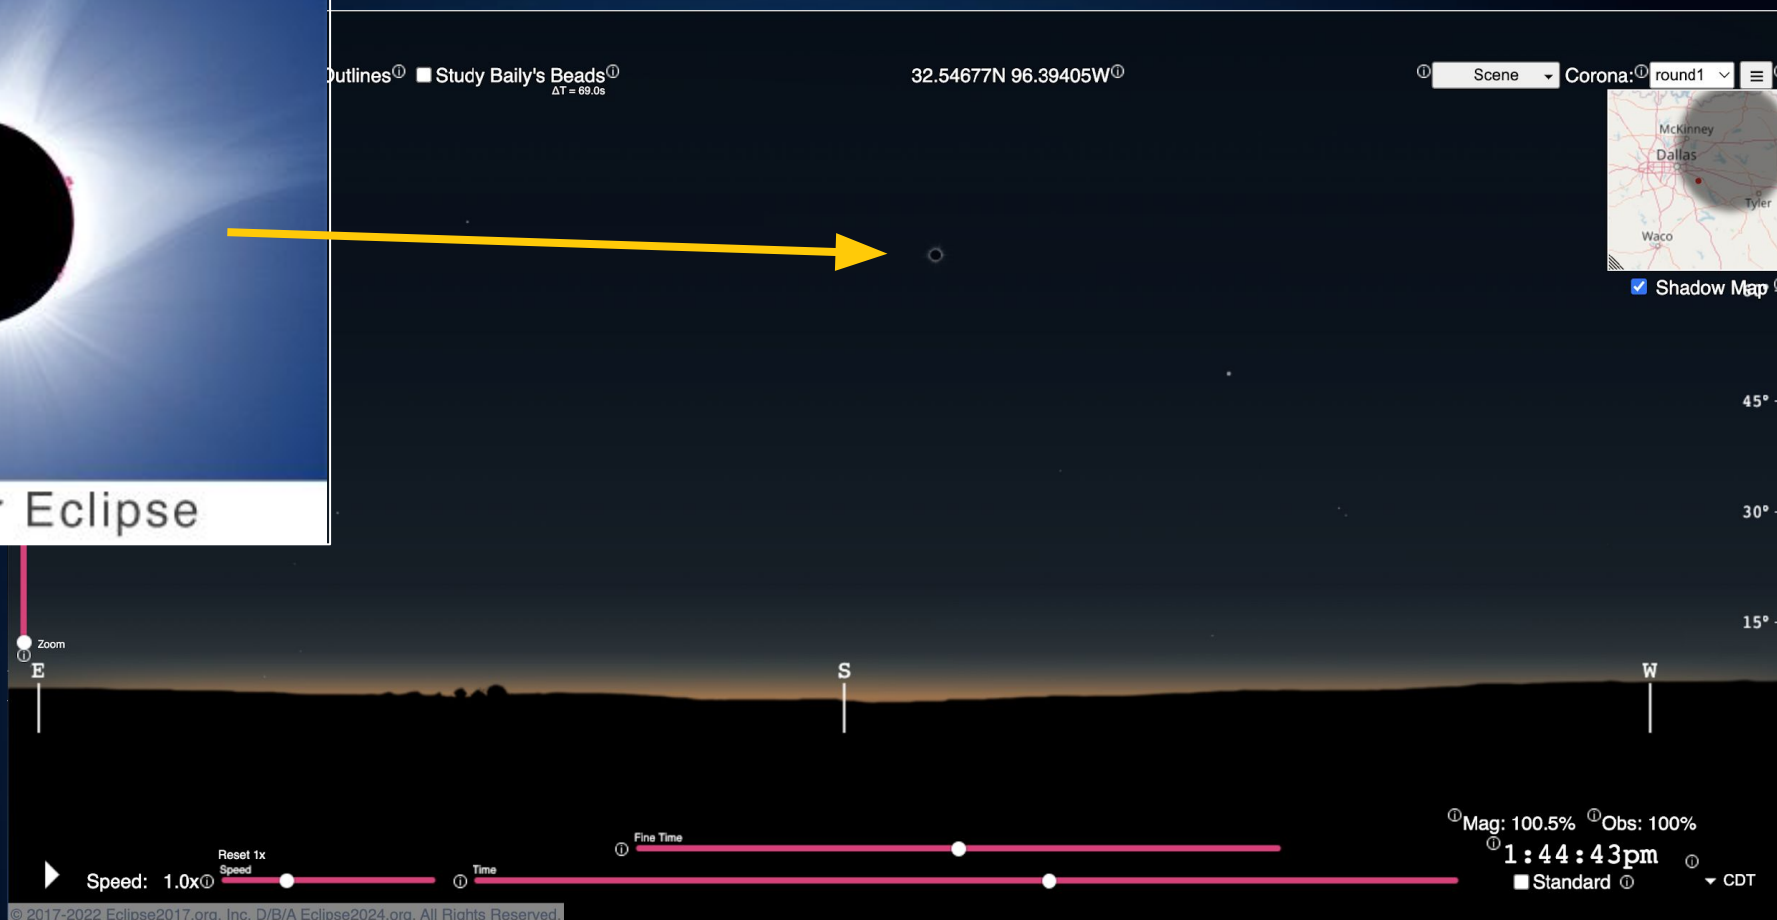 Outlines Study Baily's Beads
ΔT = 69.0s
32.54677N 96.39405W
Scene Corona: round1
McKinney
Dallas
Tyler
Waco
Shadow Map
45°
Eclipse
30°
15°
Zoom
E S W
Mag: 100.5% Obs: 100%
Fine Time
1:44:43pm
Reset 1x
Speed
Time
Speed: 1.0x
Standard CDT
© 2017-2022 Eclipse2017.org, Inc. D/B/A Eclipse2024.org. All Rights Reserved.